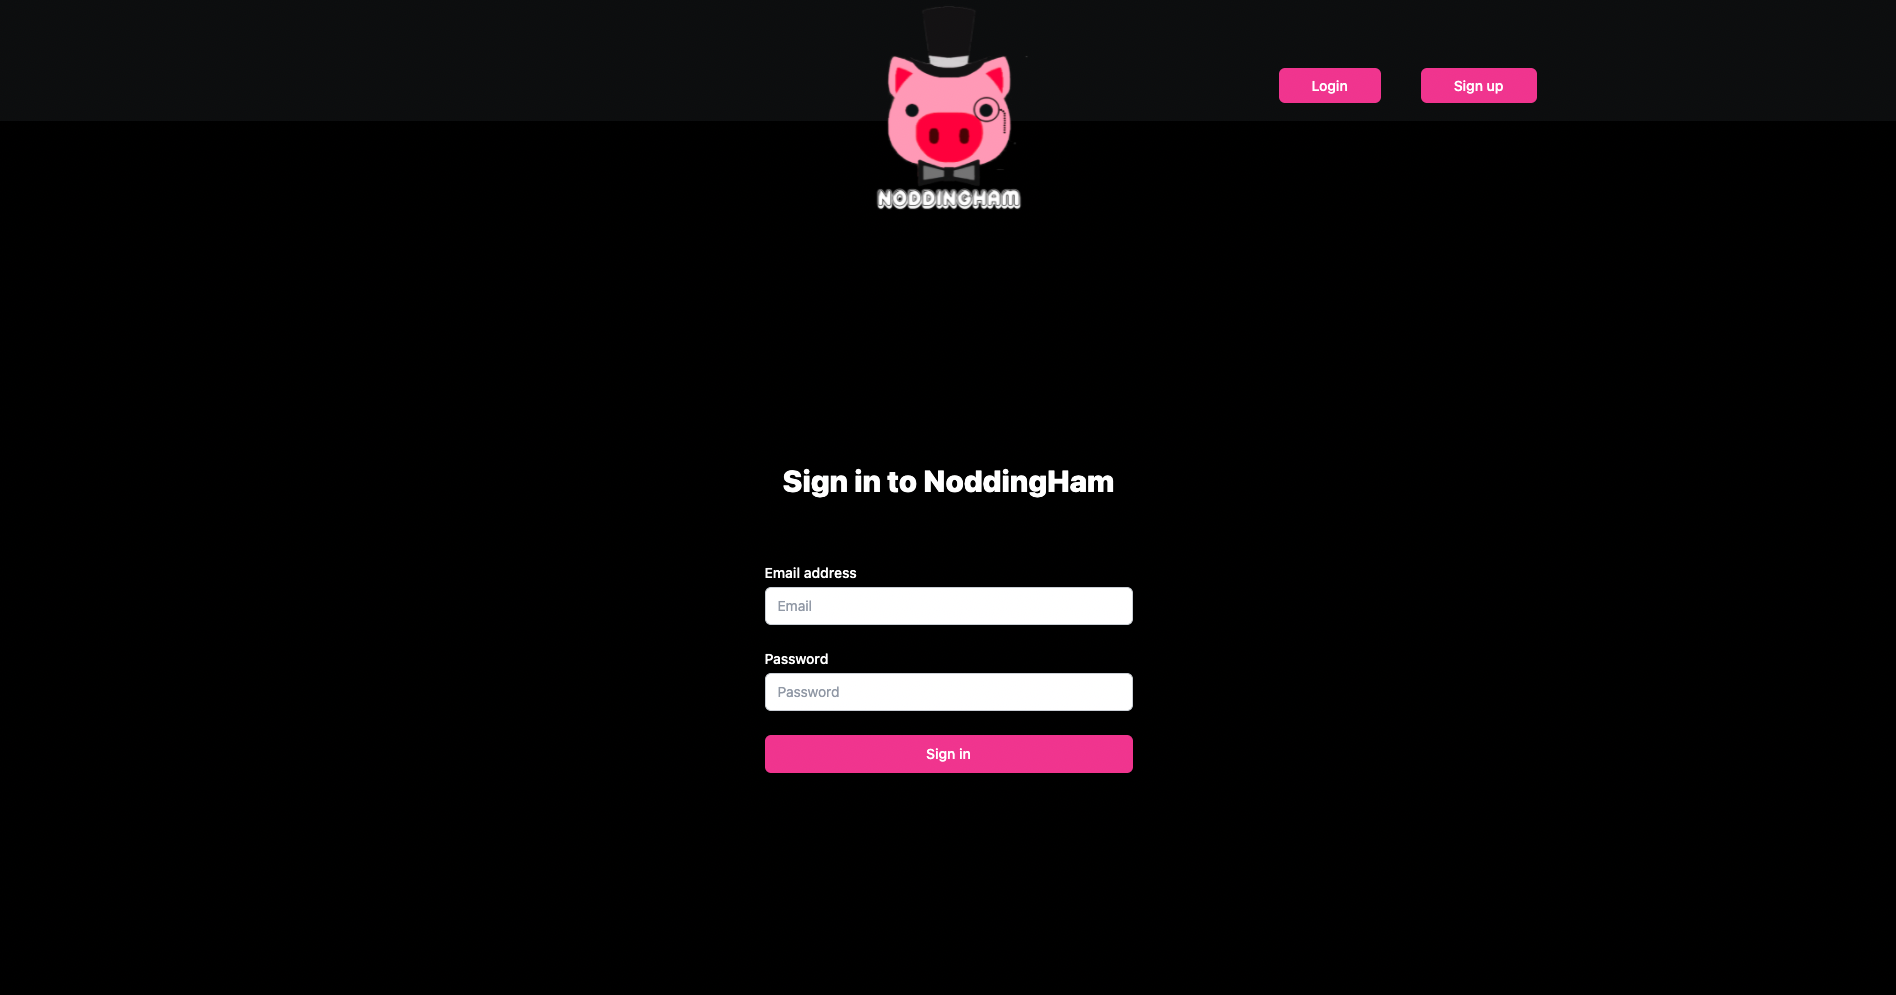 Login
Sign up
NODDINGHAM
Sign in to NoddingHam
Email address
Email
Password
Password
Sign in